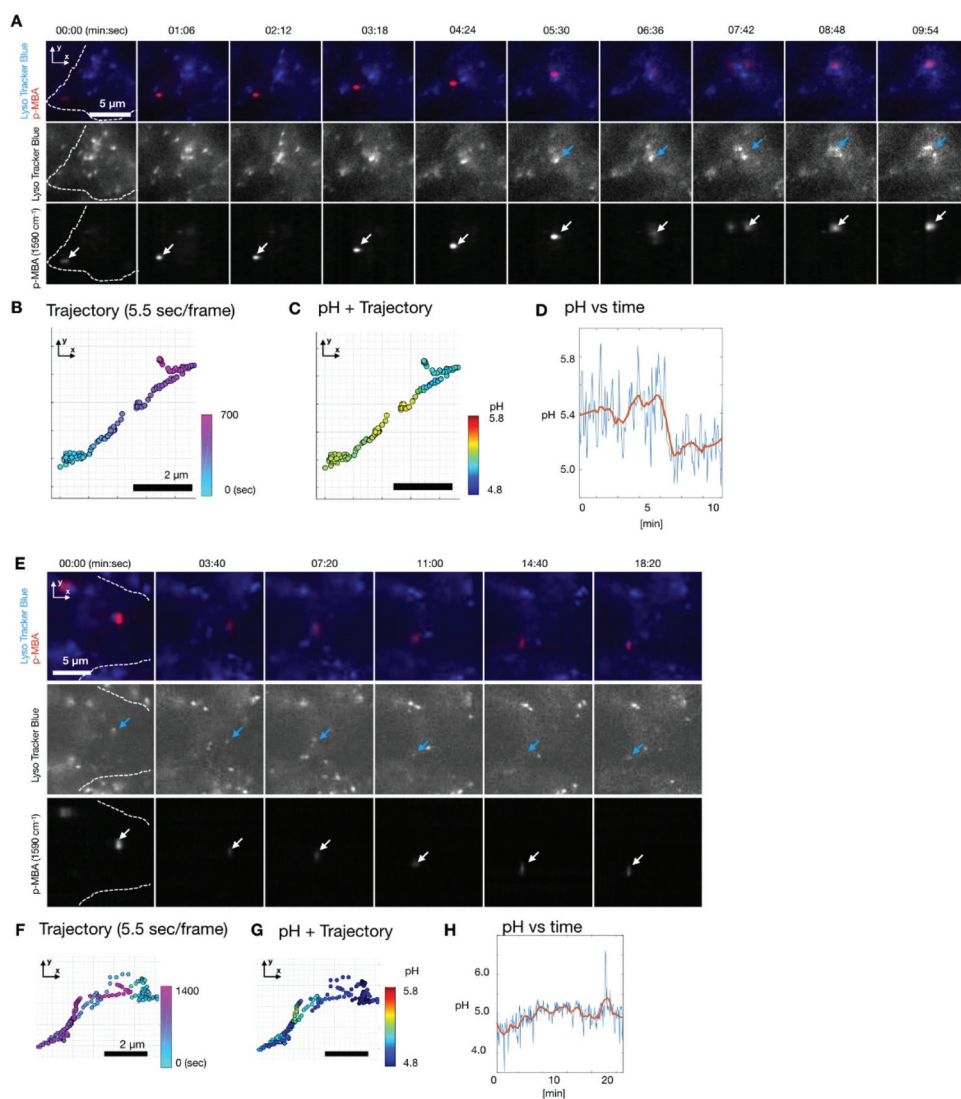 A
00:00 (min:sec) 01:06 02:12 03:18 04:24 05:30 06:36 07:42 08:48 09:54
Lyso Tracker Blue
p-MBA
y
x
5 μm
Lyso Tracker Blue
p-MBA (1590 cm⁻¹)
B Trajectory (5.5 sec/frame)
y
x
700
0 (sec)
2 μm
C pH + Trajectory
y
x
pH
5.8
4.8
D pH vs time
5.8
pH 5.4
5.0
0 5 10
[min]
E
00:00 (min:sec) 03:40 07:20 11:00 14:40 18:20
Lyso Tracker Blue
p-MBA
y
x
5 μm
Lyso Tracker Blue
p-MBA (1590 cm⁻¹)
F Trajectory (5.5 sec/frame)
y
x
1400
0 (sec)
2 μm
G pH + Trajectory
y
x
pH
5.8
4.8
H pH vs time
6.0
pH
5.0
4.0
0 10 20
[min]